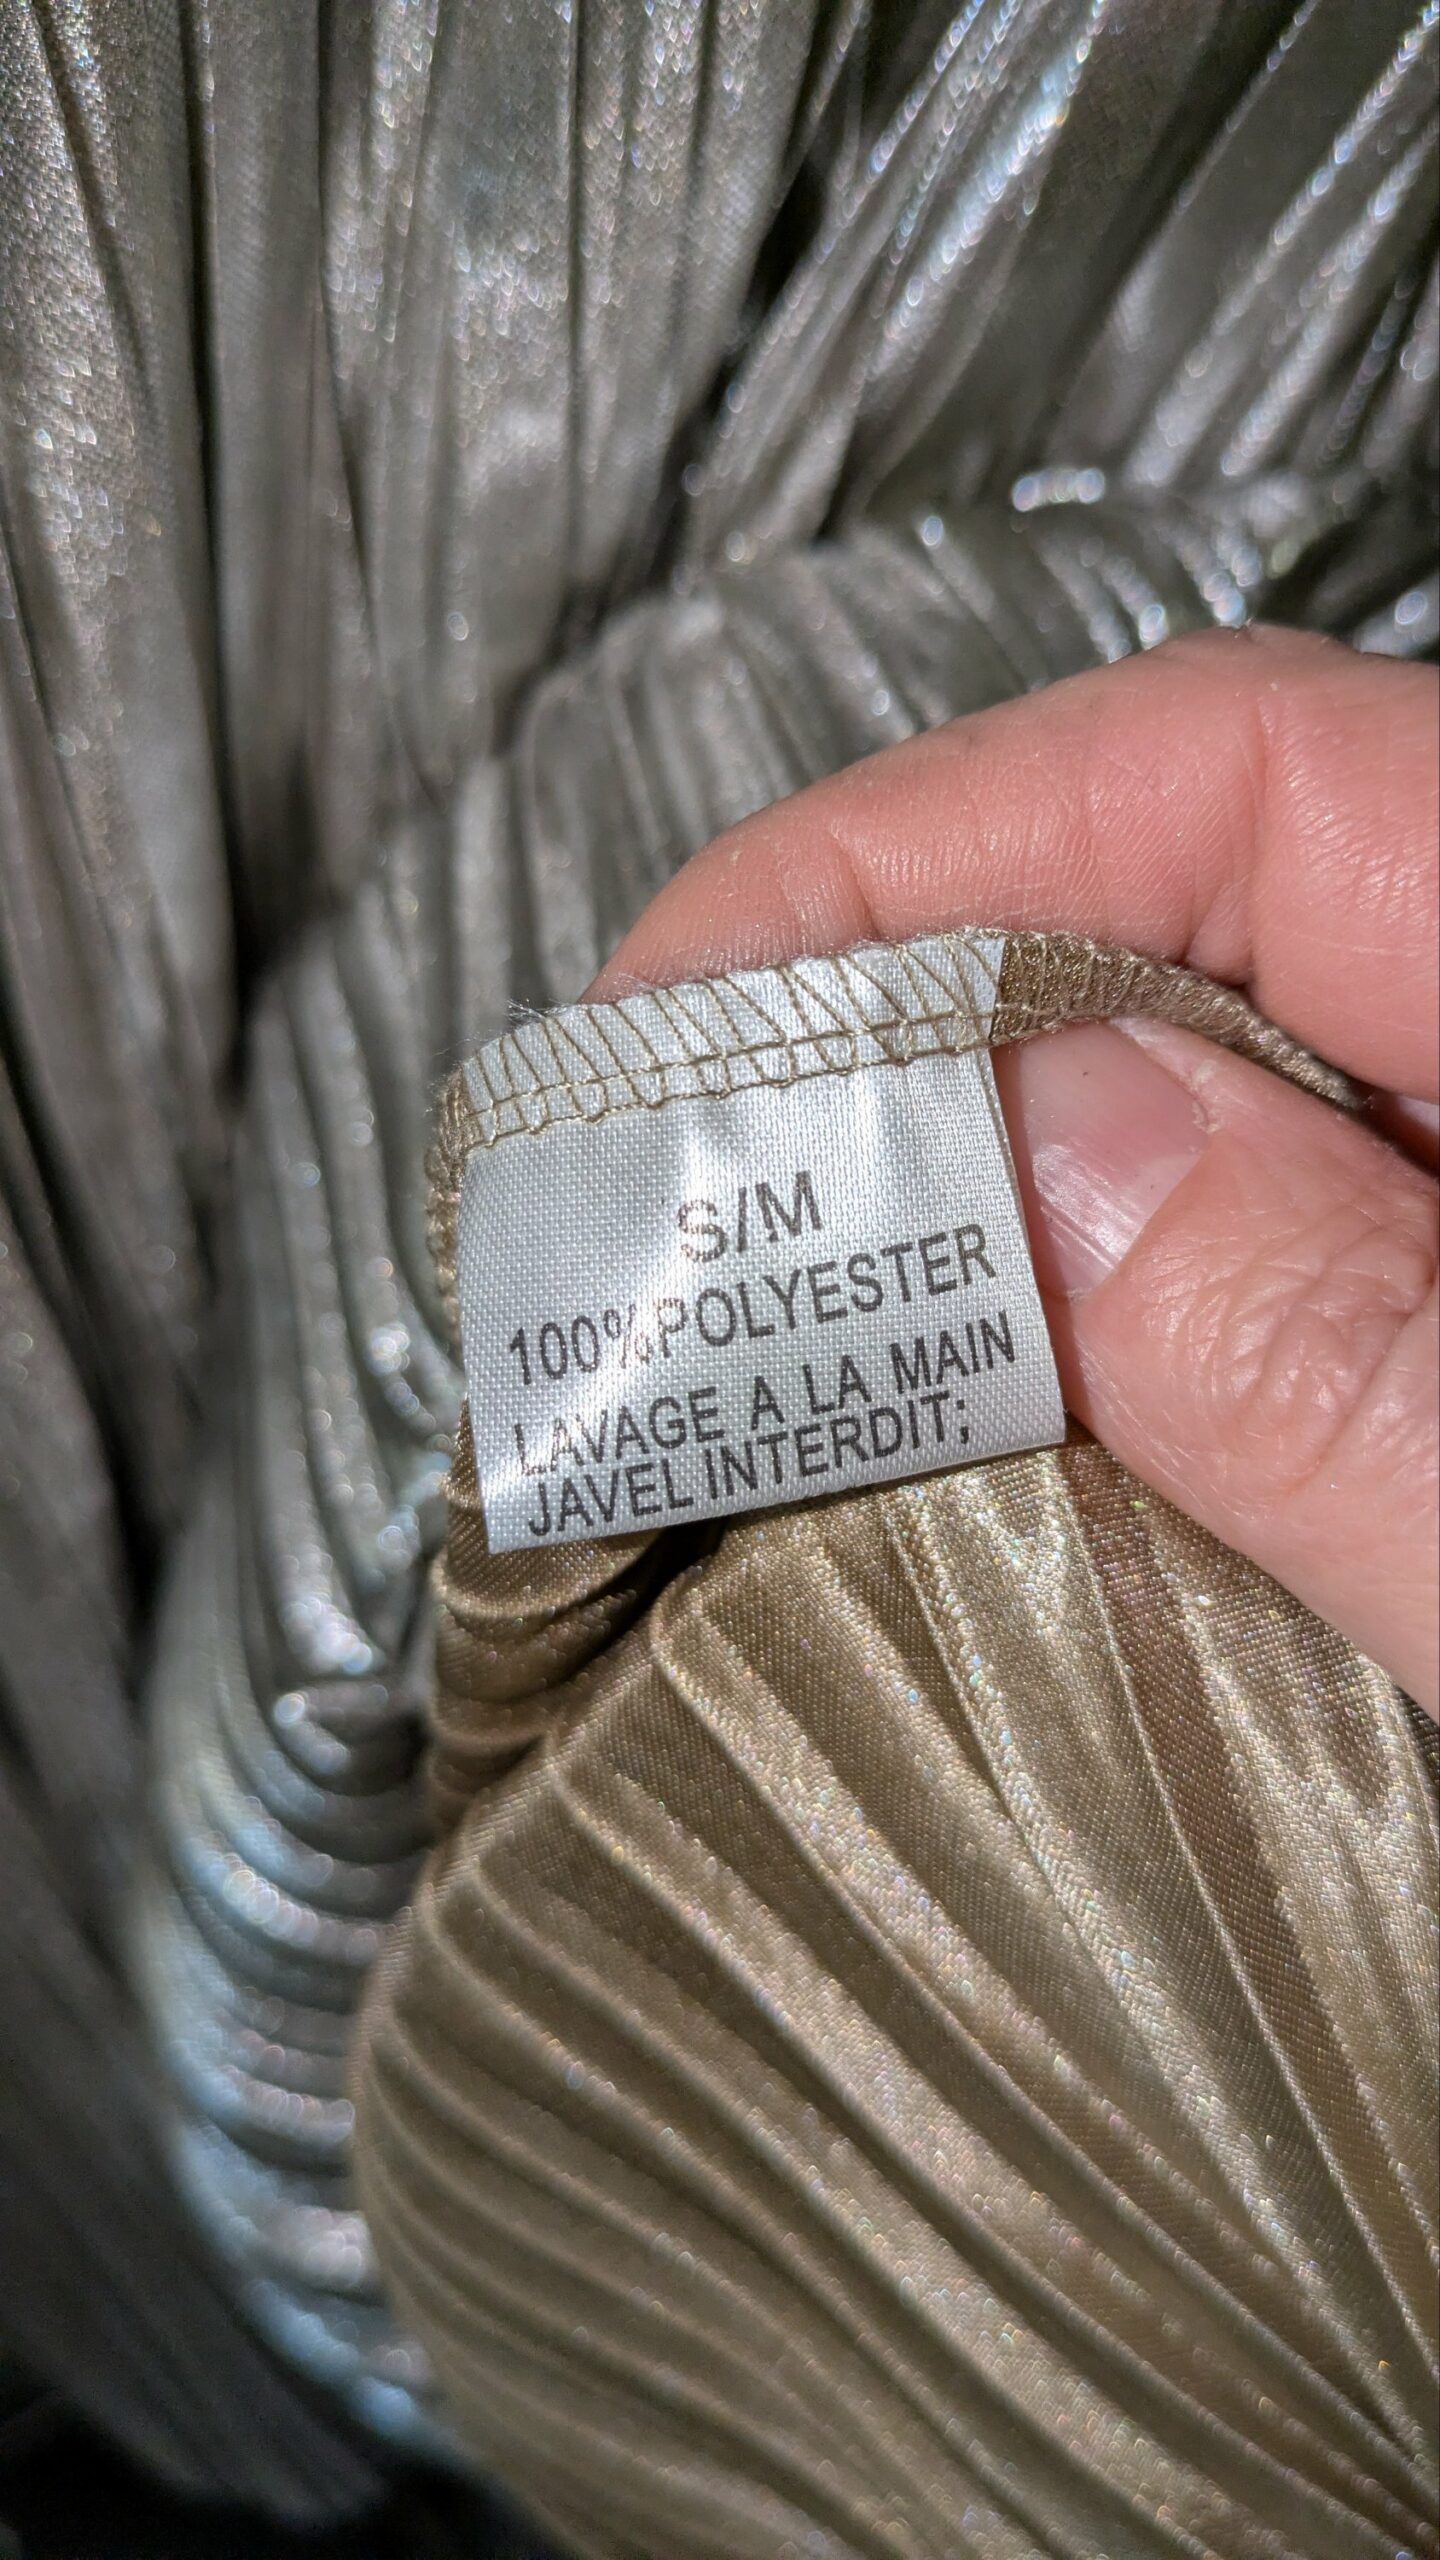 S/M
100%POLYESTER
LAVAGE A LA MAIN
JAVEL INTERDIT;